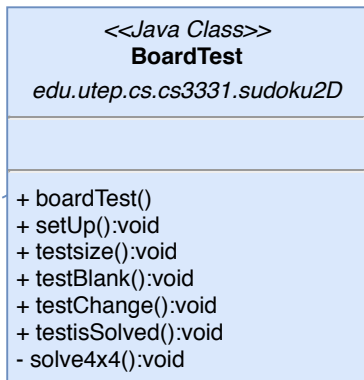 <<Java Class>>
BoardTest
edu.utep.cs.cs3331.sudoku2D
+ boardTest()
+ setUp():void
+ testsize():void
+ testBlank():void
+ testChange():void
+ testisSolved():void
- solve4x4():void